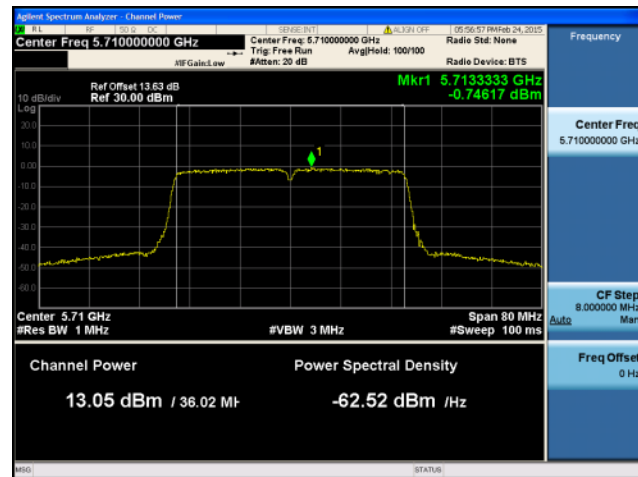 Agilent Spectrum Analyzer - Channel Power
RL RF 50 Ω DC SENSE:INT ALIGN OFF 05:56:57 PM Feb 24, 2015
Center Freq 5.710000000 GHz Center Freq: 5.710000000 GHz Radio Std: None
Trig: Free Run Avg|Hold: 100/100
#IFGain:Low #Atten: 20 dB Radio Device: BTS
Frequency
Mkr1 5.7133333 GHz
Ref Offset 13.63 dB
10 dB/div Ref 30.00 dBm -0.74617 dBm
Log
20.0
10.0
0.00
-10.0
-20.0
-30.0
-40.0
-50.0
-60.0
1
Center Freq
5.710000000 GHz
Center 5.71 GHz Span 80 MHz
#Res BW 1 MHz #VBW 3 MHz #Sweep 100 ms
CF Step
8.000000 MHz
Auto Man
Channel Power Power Spectral Density
13.05 dBm / 36.02 MH -62.52 dBm /Hz
Freq Offset
0 Hz
MSG STATUS